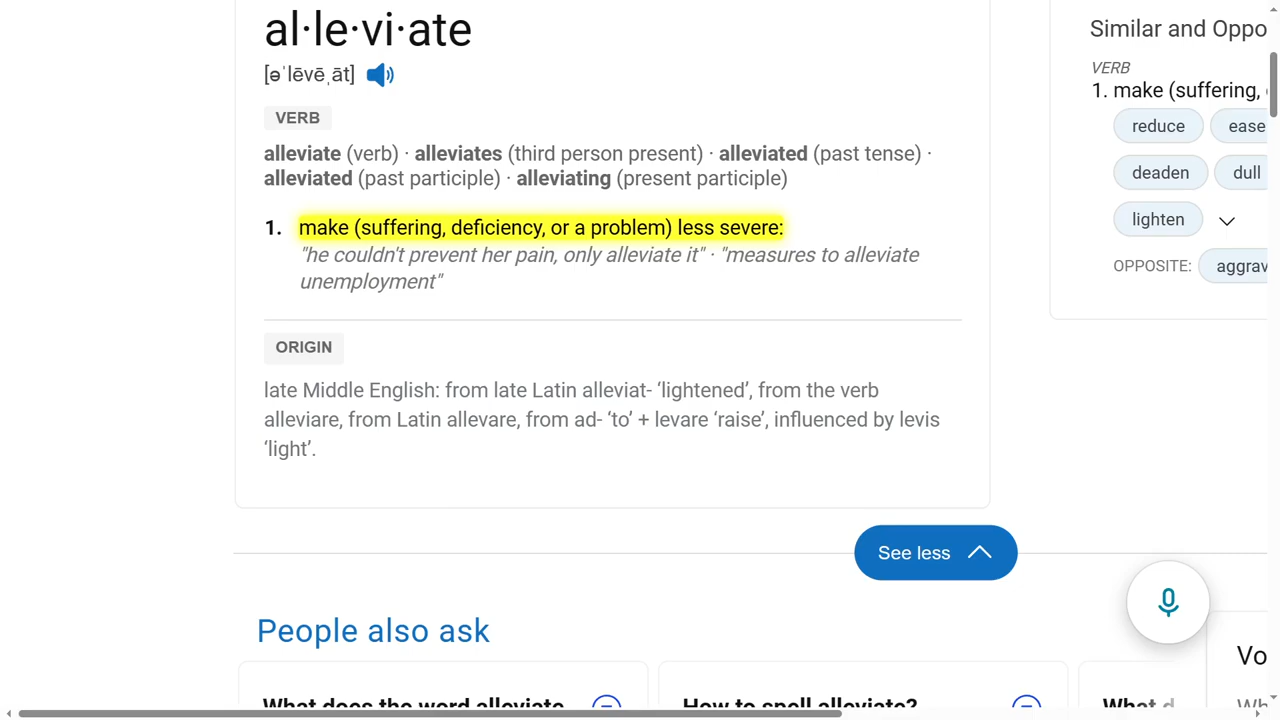 al·le·vi·ate
[əˈlēvēˌāt]
VERB
alleviate (verb) · alleviates (third person present) · alleviated (past tense) ·
alleviated (past participle) · alleviating (present participle)
1. make (suffering, deficiency, or a problem) less severe:
"he couldn't prevent her pain, only alleviate it" · "measures to alleviate
unemployment"
ORIGIN
late Middle English: from late Latin alleviat- ‘lightened’, from the verb
alleviare, from Latin allevare, from ad- ‘to’ + levare ‘raise’, influenced by levis
‘light’.
See less
Similar and Oppo
VERB
1. make (suffering,
reduce ease
deaden dull
lighten
OPPOSITE: aggrav
People also ask
What does the word alleviate
How to spell alleviate?
What d
Vo
Wh